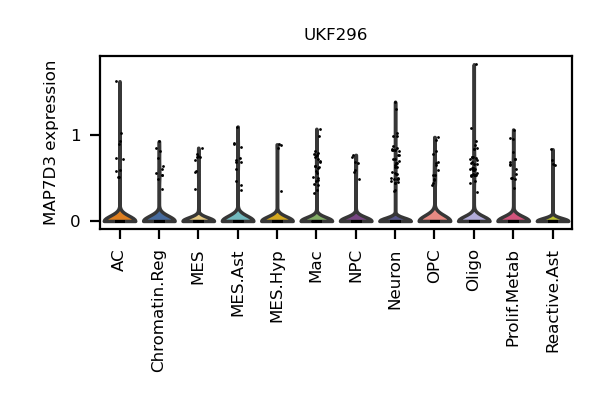 UKF296
MAP7D3 expression
1
0
AC
Chromatin.Reg
MES
MES.Ast
MES.Hyp
Mac
NPC
Neuron
OPC
Oligo
Prolif.Metab
Reactive.Ast